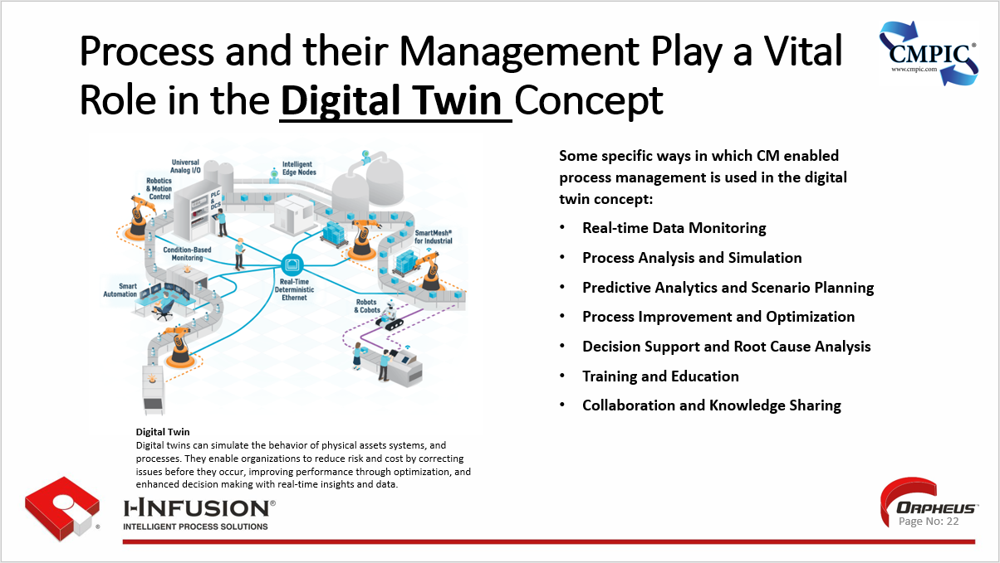 Process and their Management Play a Vital
Role in the Digital Twin Concept
CMPIC®
www.cmpic.com
Universal
Analog I/O
Intelligent
Edge Nodes
Robotics
& Motion
Control
PLC
&
DCS
SmartMesh®
for Industrial
Condition-Based
Monitoring
Real-Time
Deterministic
Ethernet
Smart
Automation
Robots
& Cobots
Digital Twin
Digital twins can simulate the behavior of physical assets systems, and
processes. They enable organizations to reduce risk and cost by correcting
issues before they occur, improving performance through optimization, and
enhanced decision making with real-time insights and data.
Some specific ways in which CM enabled
process management is used in the digital
twin concept:
• Real-time Data Monitoring
• Process Analysis and Simulation
• Predictive Analytics and Scenario Planning
• Process Improvement and Optimization
• Decision Support and Root Cause Analysis
• Training and Education
• Collaboration and Knowledge Sharing
®
I-INFUSION®
INTELLIGENT PROCESS SOLUTIONS
ORPHEUS™
Page No: 22